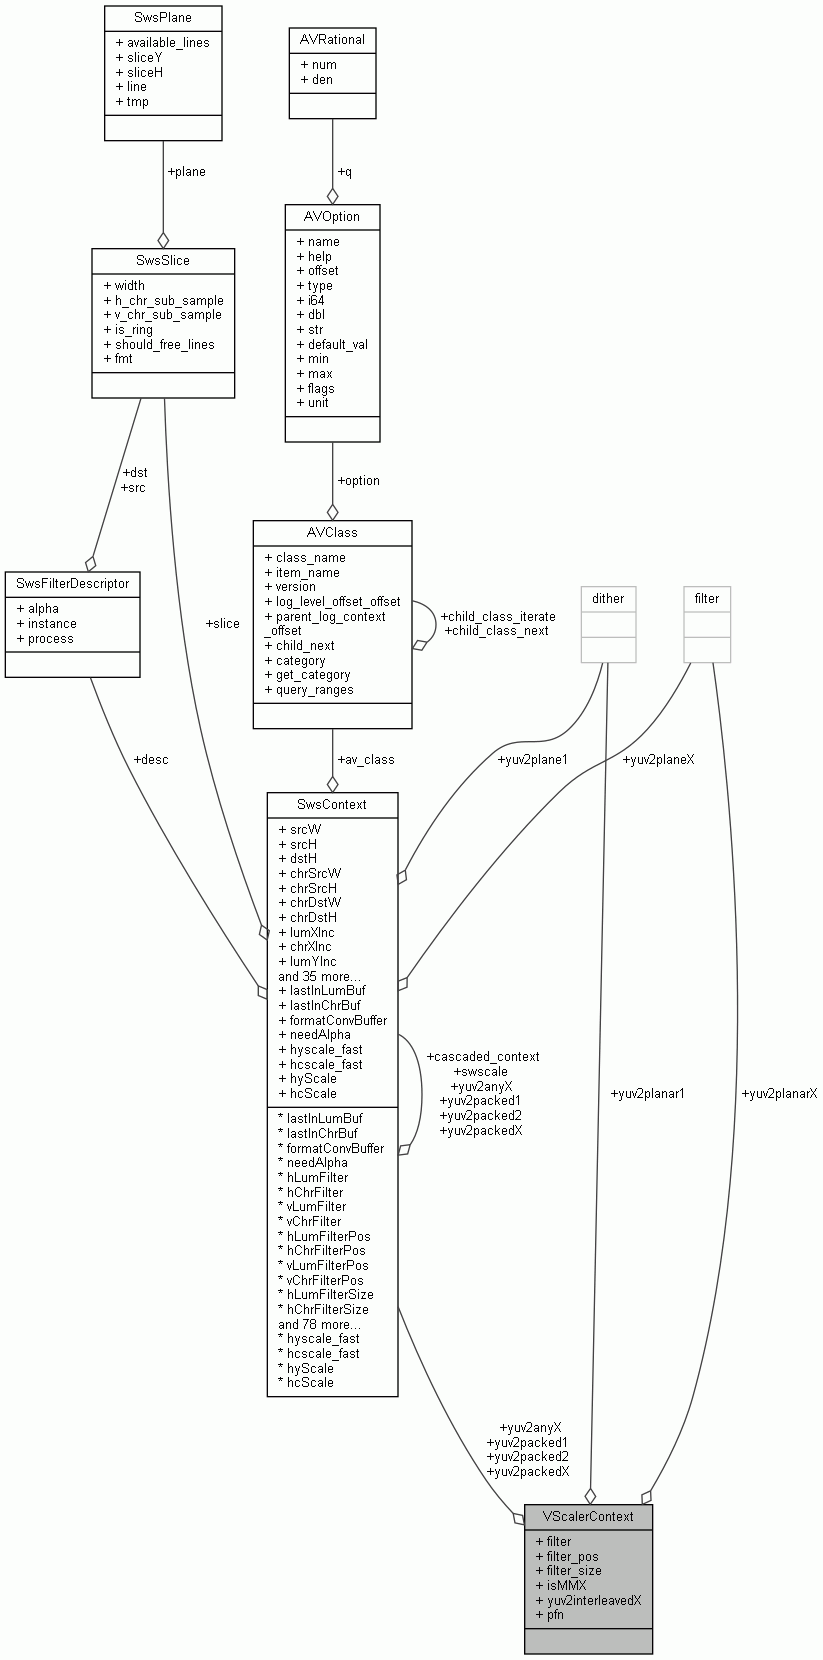 SwsPlane
+ available_lines
+ sliceY
+ sliceH
+ line
+ tmp
AVRational
+ num
+ den
+plane
+q
SwsSlice
+ width
+ h_chr_sub_sample
+ v_chr_sub_sample
+ is_ring
+ should_free_lines
+ fmt
AVOption
+ name
+ help
+ offset
+ type
+ i64
+ dbl
+ str
+ default_val
+ min
+ max
+ flags
+ unit
+dst
+src
+option
SwsFilterDescriptor
+ alpha
+ instance
+ process
+slice
AVClass
+ class_name
+ item_name
+ version
+ log_level_offset_offset
+ parent_log_context
_offset
+ child_next
+ category
+ get_category
+ query_ranges
+child_class_iterate
+child_class_next
dither
filter
+desc
+av_class
+yuv2plane1
+yuv2planeX
SwsContext
+ srcW
+ srcH
+ dstH
+ chrSrcW
+ chrSrcH
+ chrDstW
+ chrDstH
+ lumXInc
+ chrXInc
+ lumYInc
and 35 more...
+ lastInLumBuf
+ lastInChrBuf
+ formatConvBuffer
+ needAlpha
+ hyscale_fast
+ hcscale_fast
+ hyScale
+ hcScale
* lastInLumBuf
* lastInChrBuf
* formatConvBuffer
* needAlpha
* hLumFilter
* hChrFilter
* vLumFilter
* vChrFilter
* hLumFilterPos
* hChrFilterPos
* vLumFilterPos
* vChrFilterPos
* hLumFilterSize
* hChrFilterSize
and 78 more...
* hyscale_fast
* hcscale_fast
* hyScale
* hcScale
+cascaded_context
+swscale
+yuv2anyX
+yuv2packed1
+yuv2packed2
+yuv2packedX
+yuv2planar1
+yuv2planarX
+yuv2anyX
+yuv2packed1
+yuv2packed2
+yuv2packedX
VScalerContext
+ filter
+ filter_pos
+ filter_size
+ isMMX
+ yuv2interleavedX
+ pfn